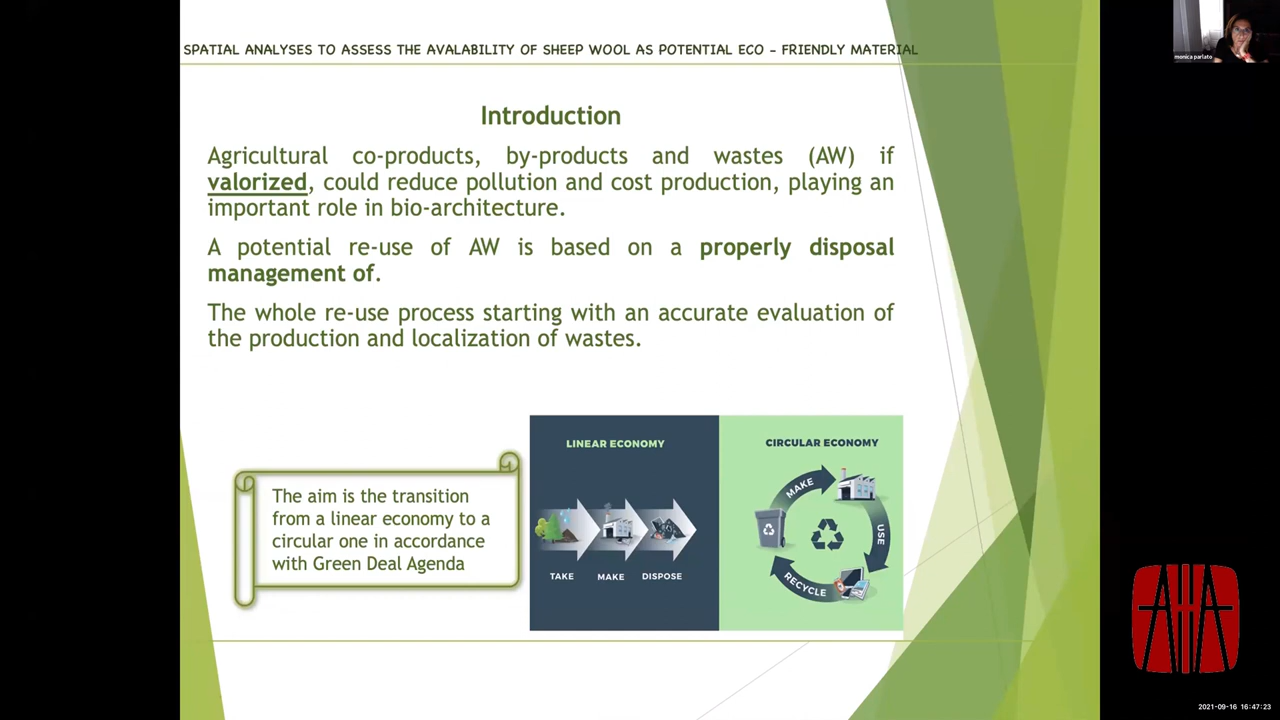 SPATIAL ANALYSES TO ASSESS THE AVALABILITY OF SHEEP WOOL AS POTENTIAL ECO – FRIENDLY MATERIAL
monica parlato
Introduction
Agricultural co-products, by-products and wastes (AW) if
valorized, could reduce pollution and cost production, playing an
important role in bio-architecture.
A potential re-use of AW is based on a properly disposal
management of.
The whole re-use process starting with an accurate evaluation of
the production and localization of wastes.
The aim is the transition
from a linear economy to a
circular one in accordance
with Green Deal Agenda
LINEAR ECONOMY
TAKE
MAKE
DISPOSE
CIRCULAR ECONOMY
MAKE
USE
RECYCLE
AIIA
2021-09-16 16:47:23